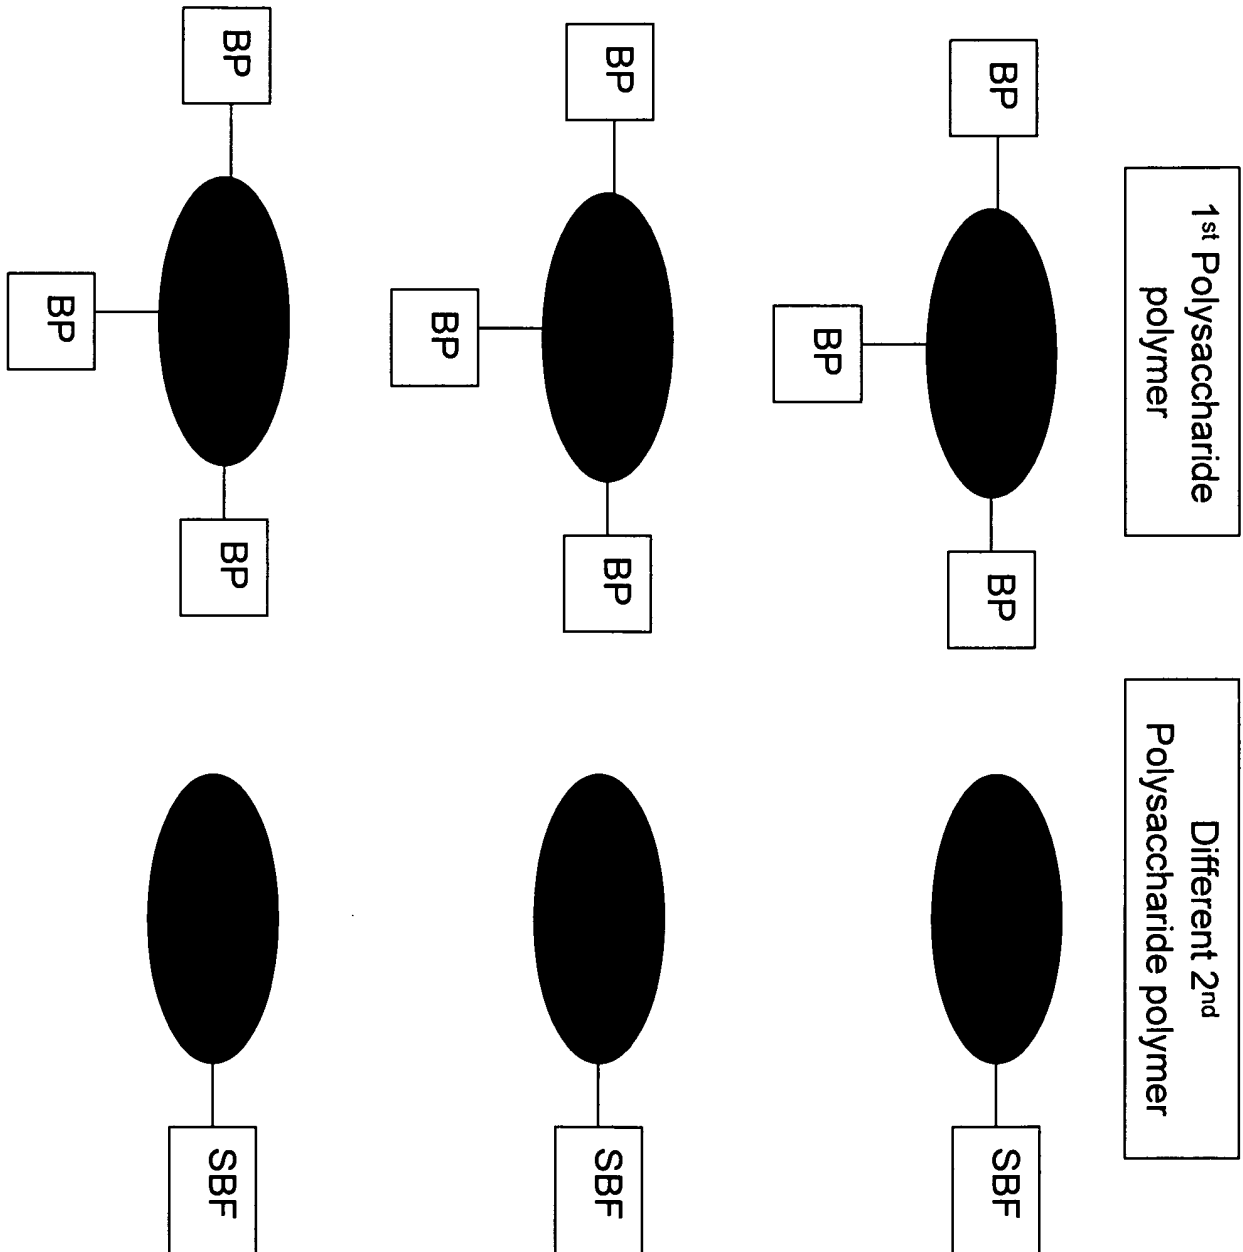 1st Polysaccharide
polymer
Different 2nd
Polysaccharide polymer
BP
BP
SBF
BP
BP
BP
SBF
BP
BP
BP
SBF
BP